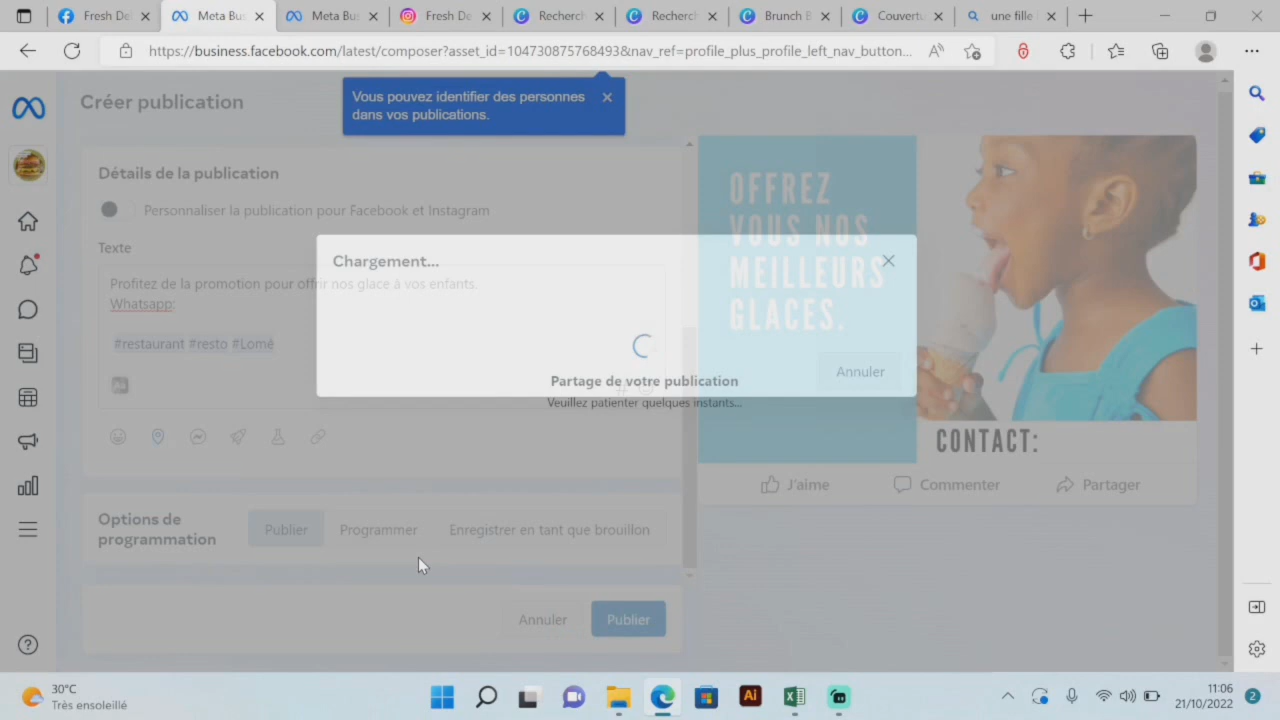 Fresh De
Meta Bus
Meta Bus
Fresh De
Recherch
Recherch
Brunch B
Couvertu
une fille
https://business.facebook.com/latest/composer?asset_id=104730875768493&nav_ref=profile_plus_profile_left_nav_button...
Créer publication
Vous pouvez identifier des personnes
dans vos publications.
Détails de la publication
Personnaliser la publication pour Facebook et Instagram
Texte
Profitez de la promotion pour offrir nos glace à vos enfants.
Whatsapp:
#restaurant #resto #Lomé
Chargement...
Partage de votre publication
Veuillez patienter quelques instants...
Annuler
OFFREZ
VOUS NOS
MEILLEURS
GLACES.
CONTACT:
J'aime
Commenter
Partager
Options de
programmation
Publier
Programmer
Enregistrer en tant que brouillon
Annuler
Publier
30°C
Très ensoleillé
Ai
11:06
21/10/2022
2